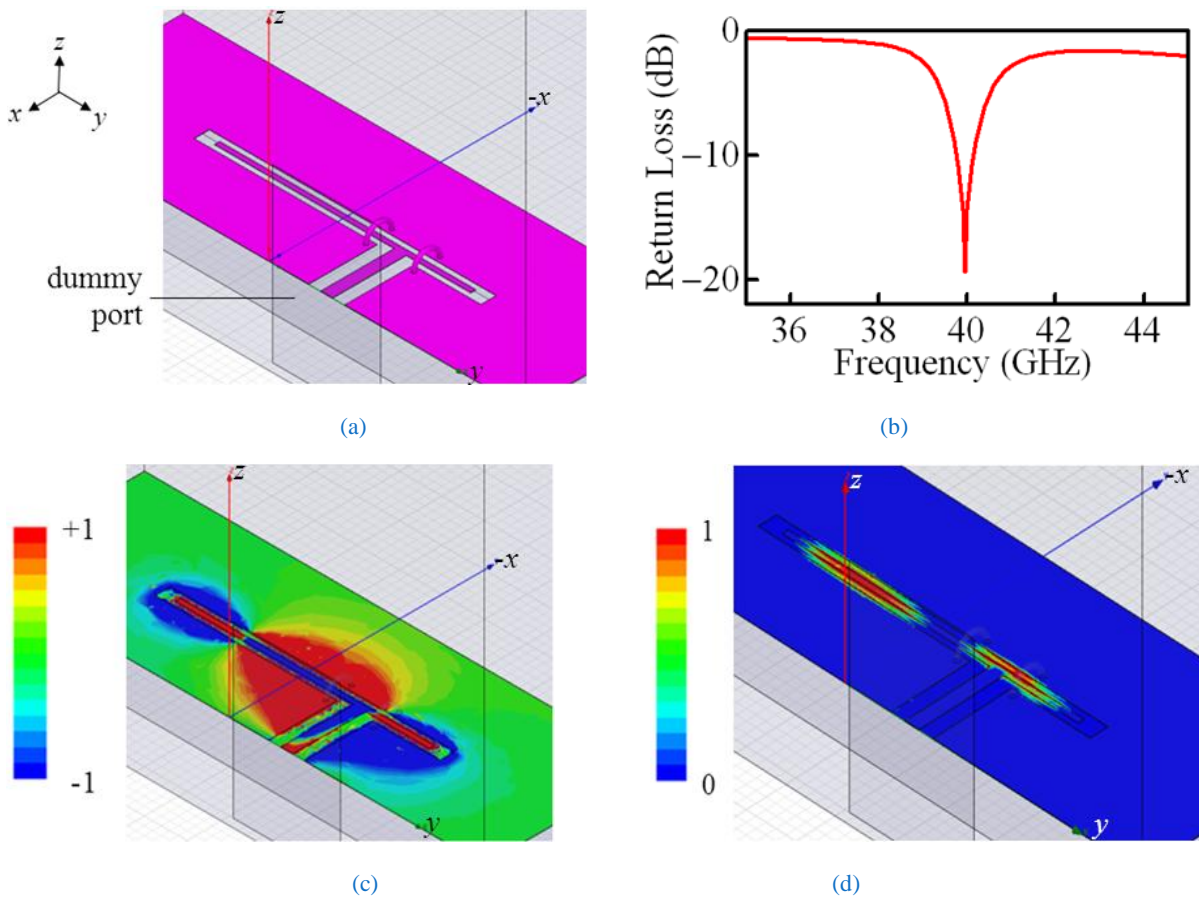 z
x
y
z
-x
dummy
port
y
(a)
0
−10
−20
Return Loss (dB)
36 38 40 42 44
Frequency (GHz)
(b)
+1
-1
z
-x
y
(c)
1
0
z
-x
y
(d)